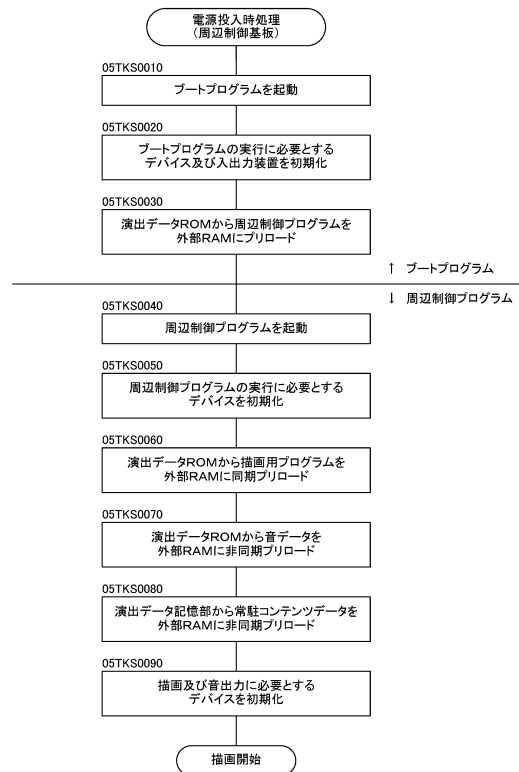 電源投入時処理
(周辺制御基板)
05TKS0010
ブートプログラムを起動
05TKS0020
ブートプログラムの実行に必要とする
デバイス及び入出力装置を初期化
05TKS0030
演出データROMから周辺制御プログラムを
外部RAMにプリロード
↑ ブートプログラム
↓ 周辺制御プログラム
05TKS0040
周辺制御プログラムを起動
05TKS0050
周辺制御プログラムの実行に必要とする
デバイスを初期化
05TKS0060
演出データROMから描画用プログラムを
外部RAMに同期プリロード
05TKS0070
演出データROMから音データを
外部RAMに非同期プリロード
05TKS0080
演出データ記憶部から常駐コンテンツデータを
外部RAMに非同期プリロード
05TKS0090
描画及び音出力に必要とする
デバイスを初期化
描画開始